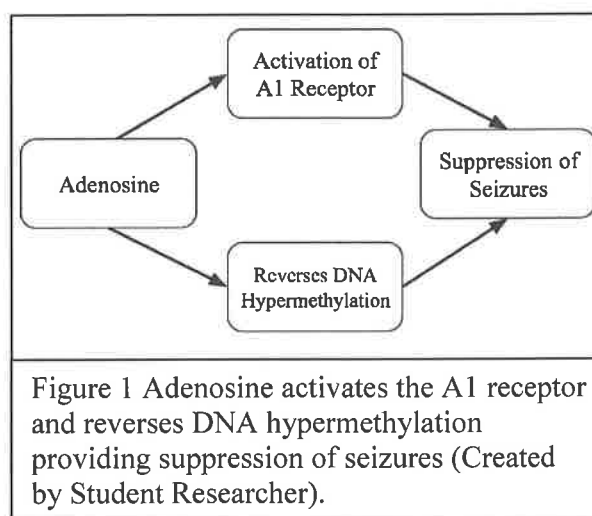 Activation of
A1 Receptor
Adenosine
Suppression of
Seizures
Reverses DNA
Hypermethylation
Figure 1 Adenosine activates the A1 receptor
and reverses DNA hypermethylation
providing suppression of seizures (Created
by Student Researcher).